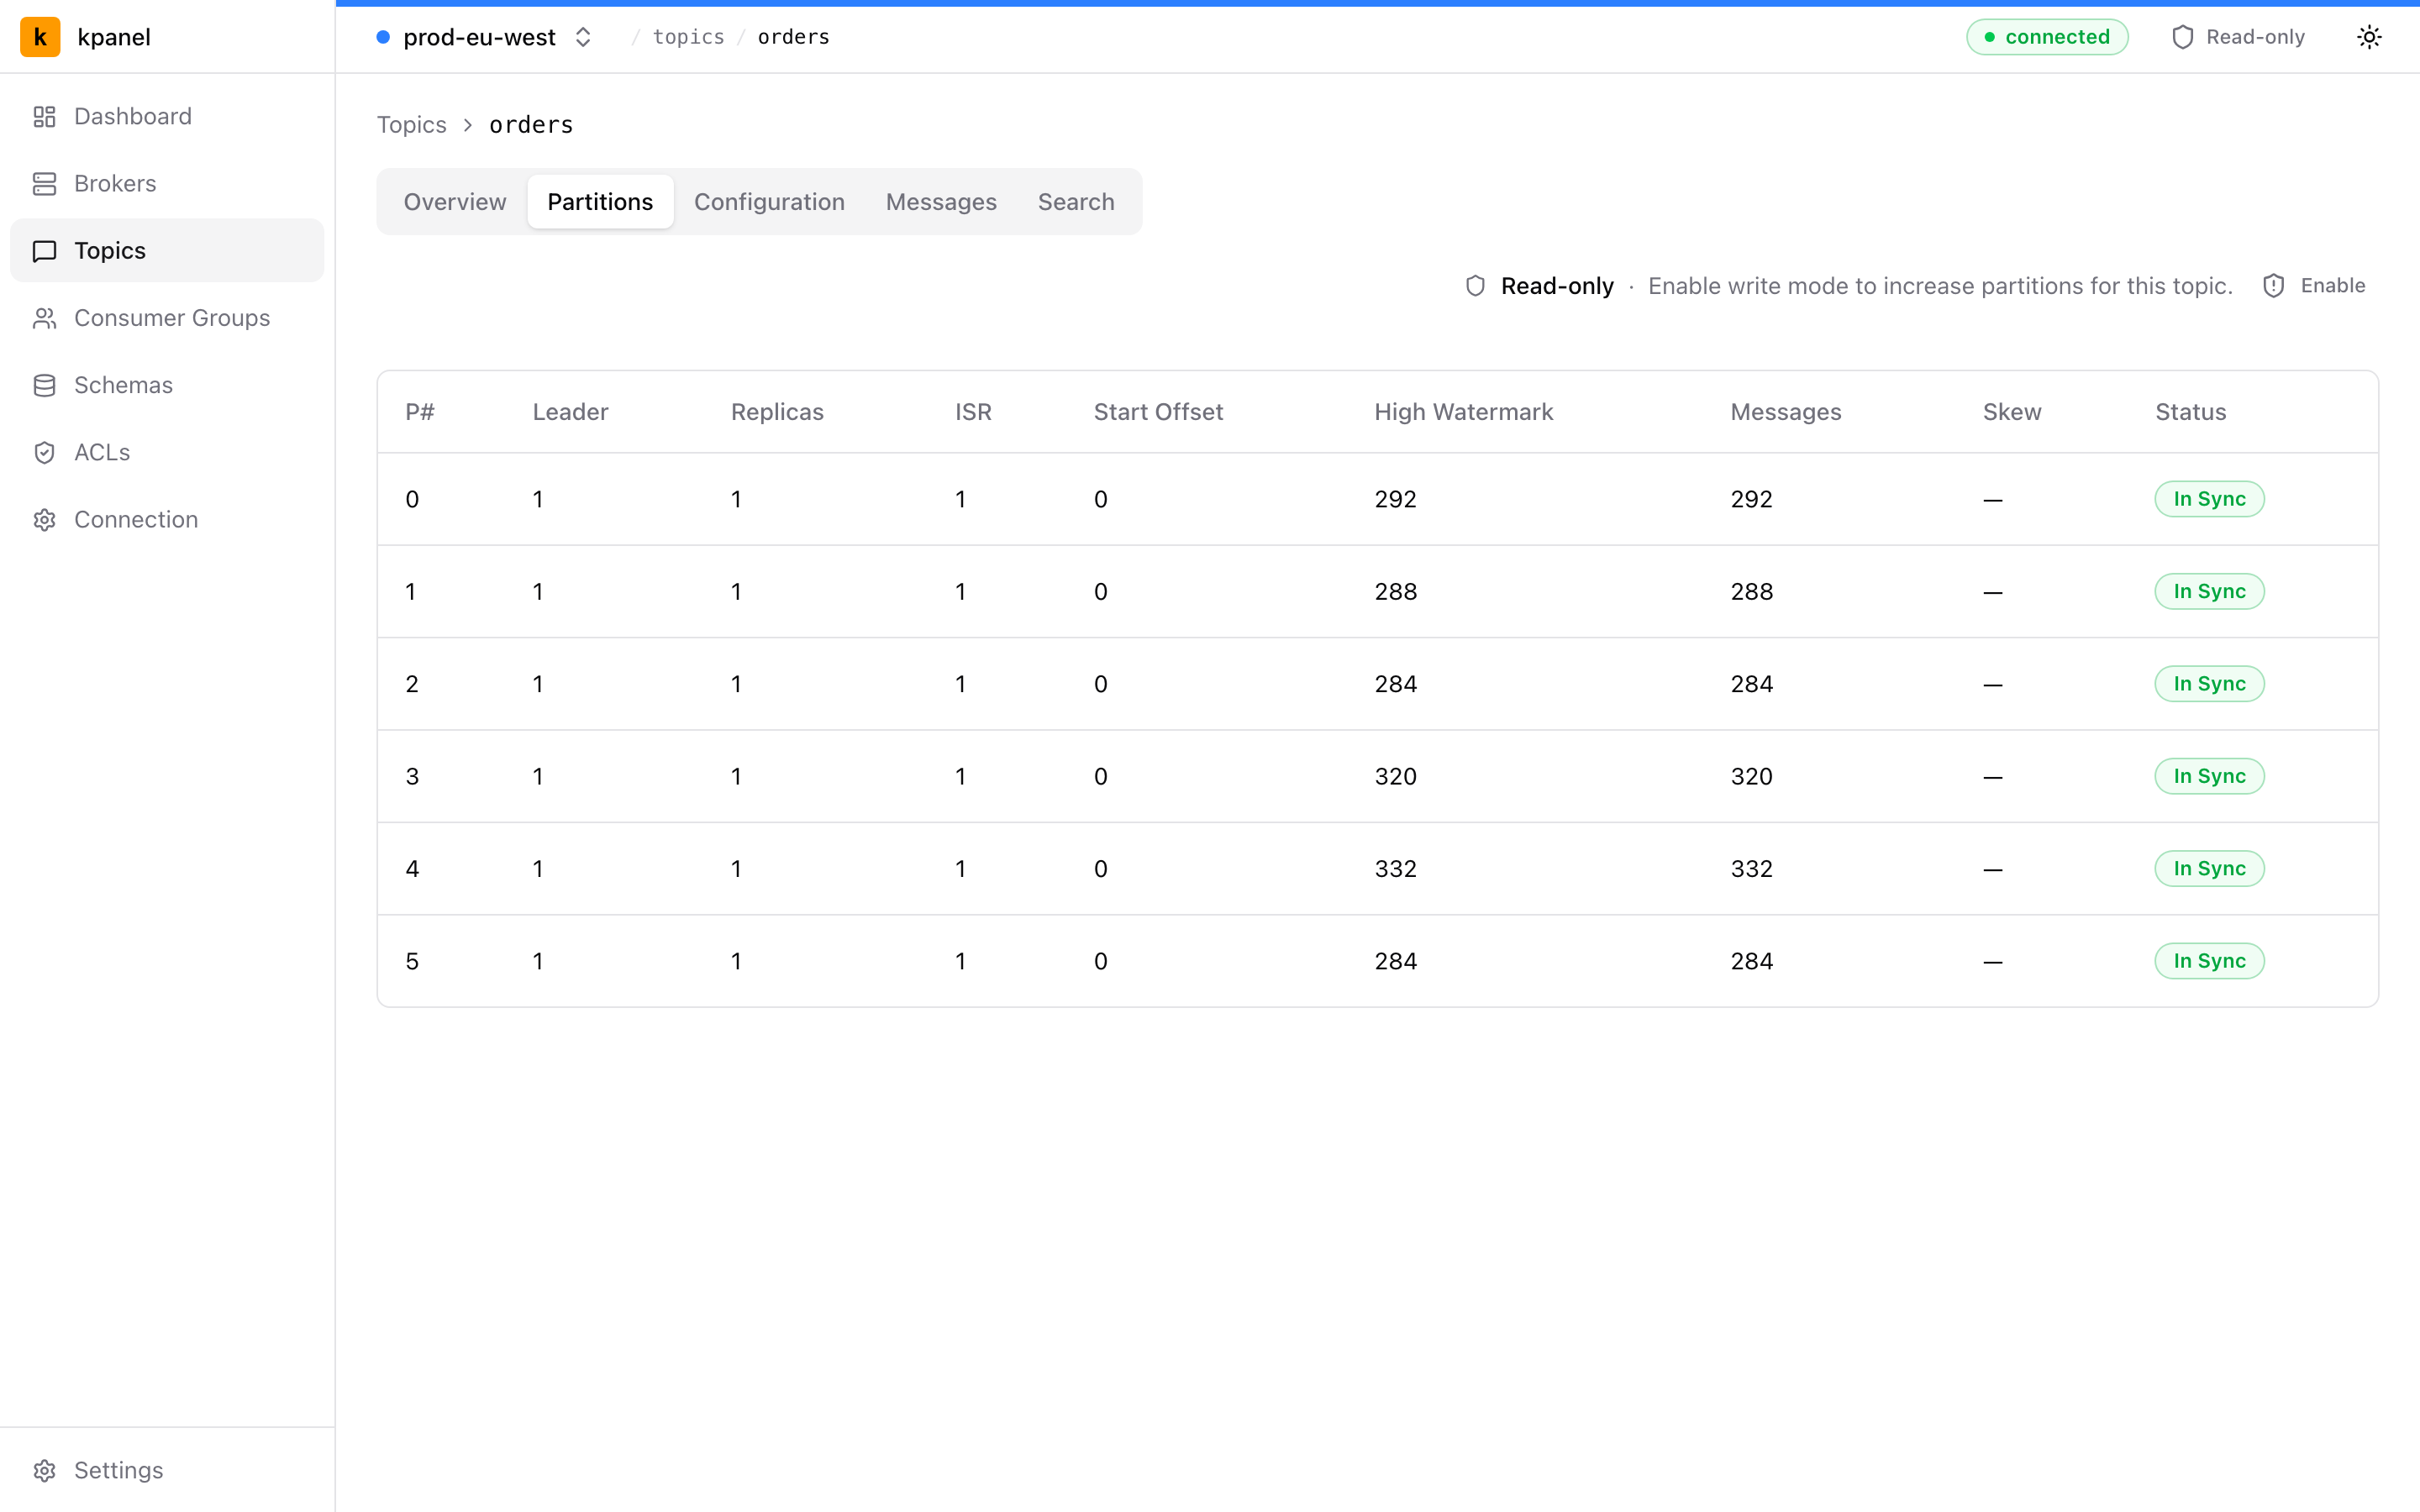 k kpanel
prod-eu-west / topics / orders
connected
Read-only
Dashboard
Brokers
Topics
Consumer Groups
Schemas
ACLs
Connection
Settings
Topics > orders
Overview Partitions Configuration Messages Search
Read-only · Enable write mode to increase partitions for this topic. Enable
P# Leader Replicas ISR Start Offset High Watermark Messages Skew Status
0 1 1 1 0 292 292 — In Sync
1 1 1 1 0 288 288 — In Sync
2 1 1 1 0 284 284 — In Sync
3 1 1 1 0 320 320 — In Sync
4 1 1 1 0 332 332 — In Sync
5 1 1 1 0 284 284 — In Sync